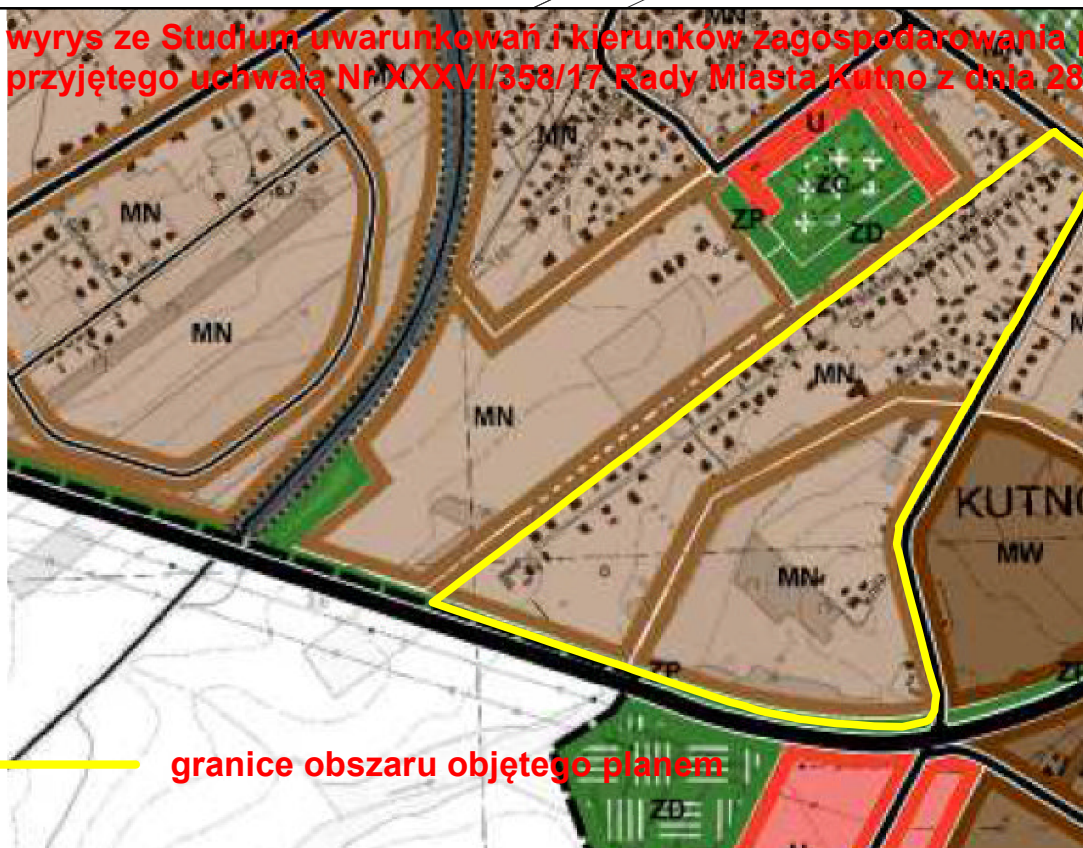 wyrys ze Studium uwarunkowań i kierunków zagospodarowania
przyjętego uchwałą Nr XXXVI/358/17 Rady Miasta Kutno z dnia 28
MN
U
MN
ZC
MN
ZP
ZD
MN
MN
MN
KUTNO
MW
MN
ZP
granice obszaru objętego planem
ZD